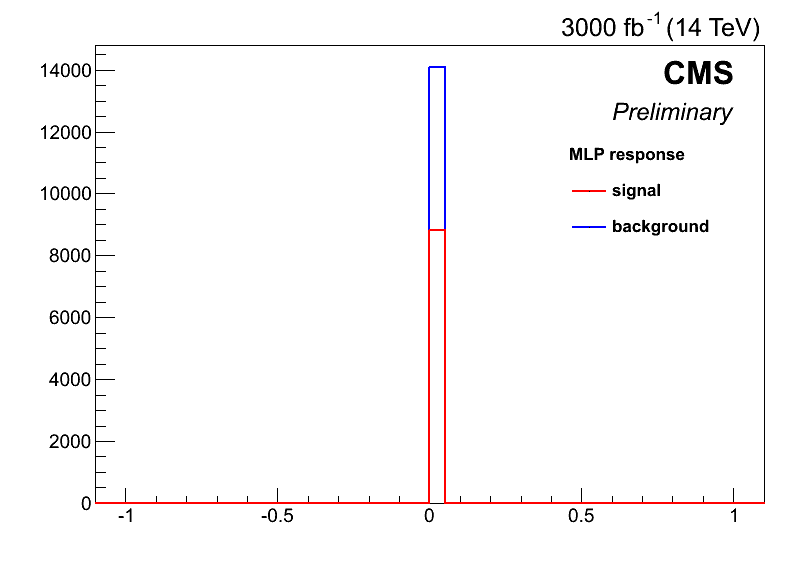 3000 fb-1 (14 TeV)
CMS
Preliminary
MLP response
signal
background
14000
12000
10000
8000
6000
4000
2000
0
-1 -0.5 0 0.5 1